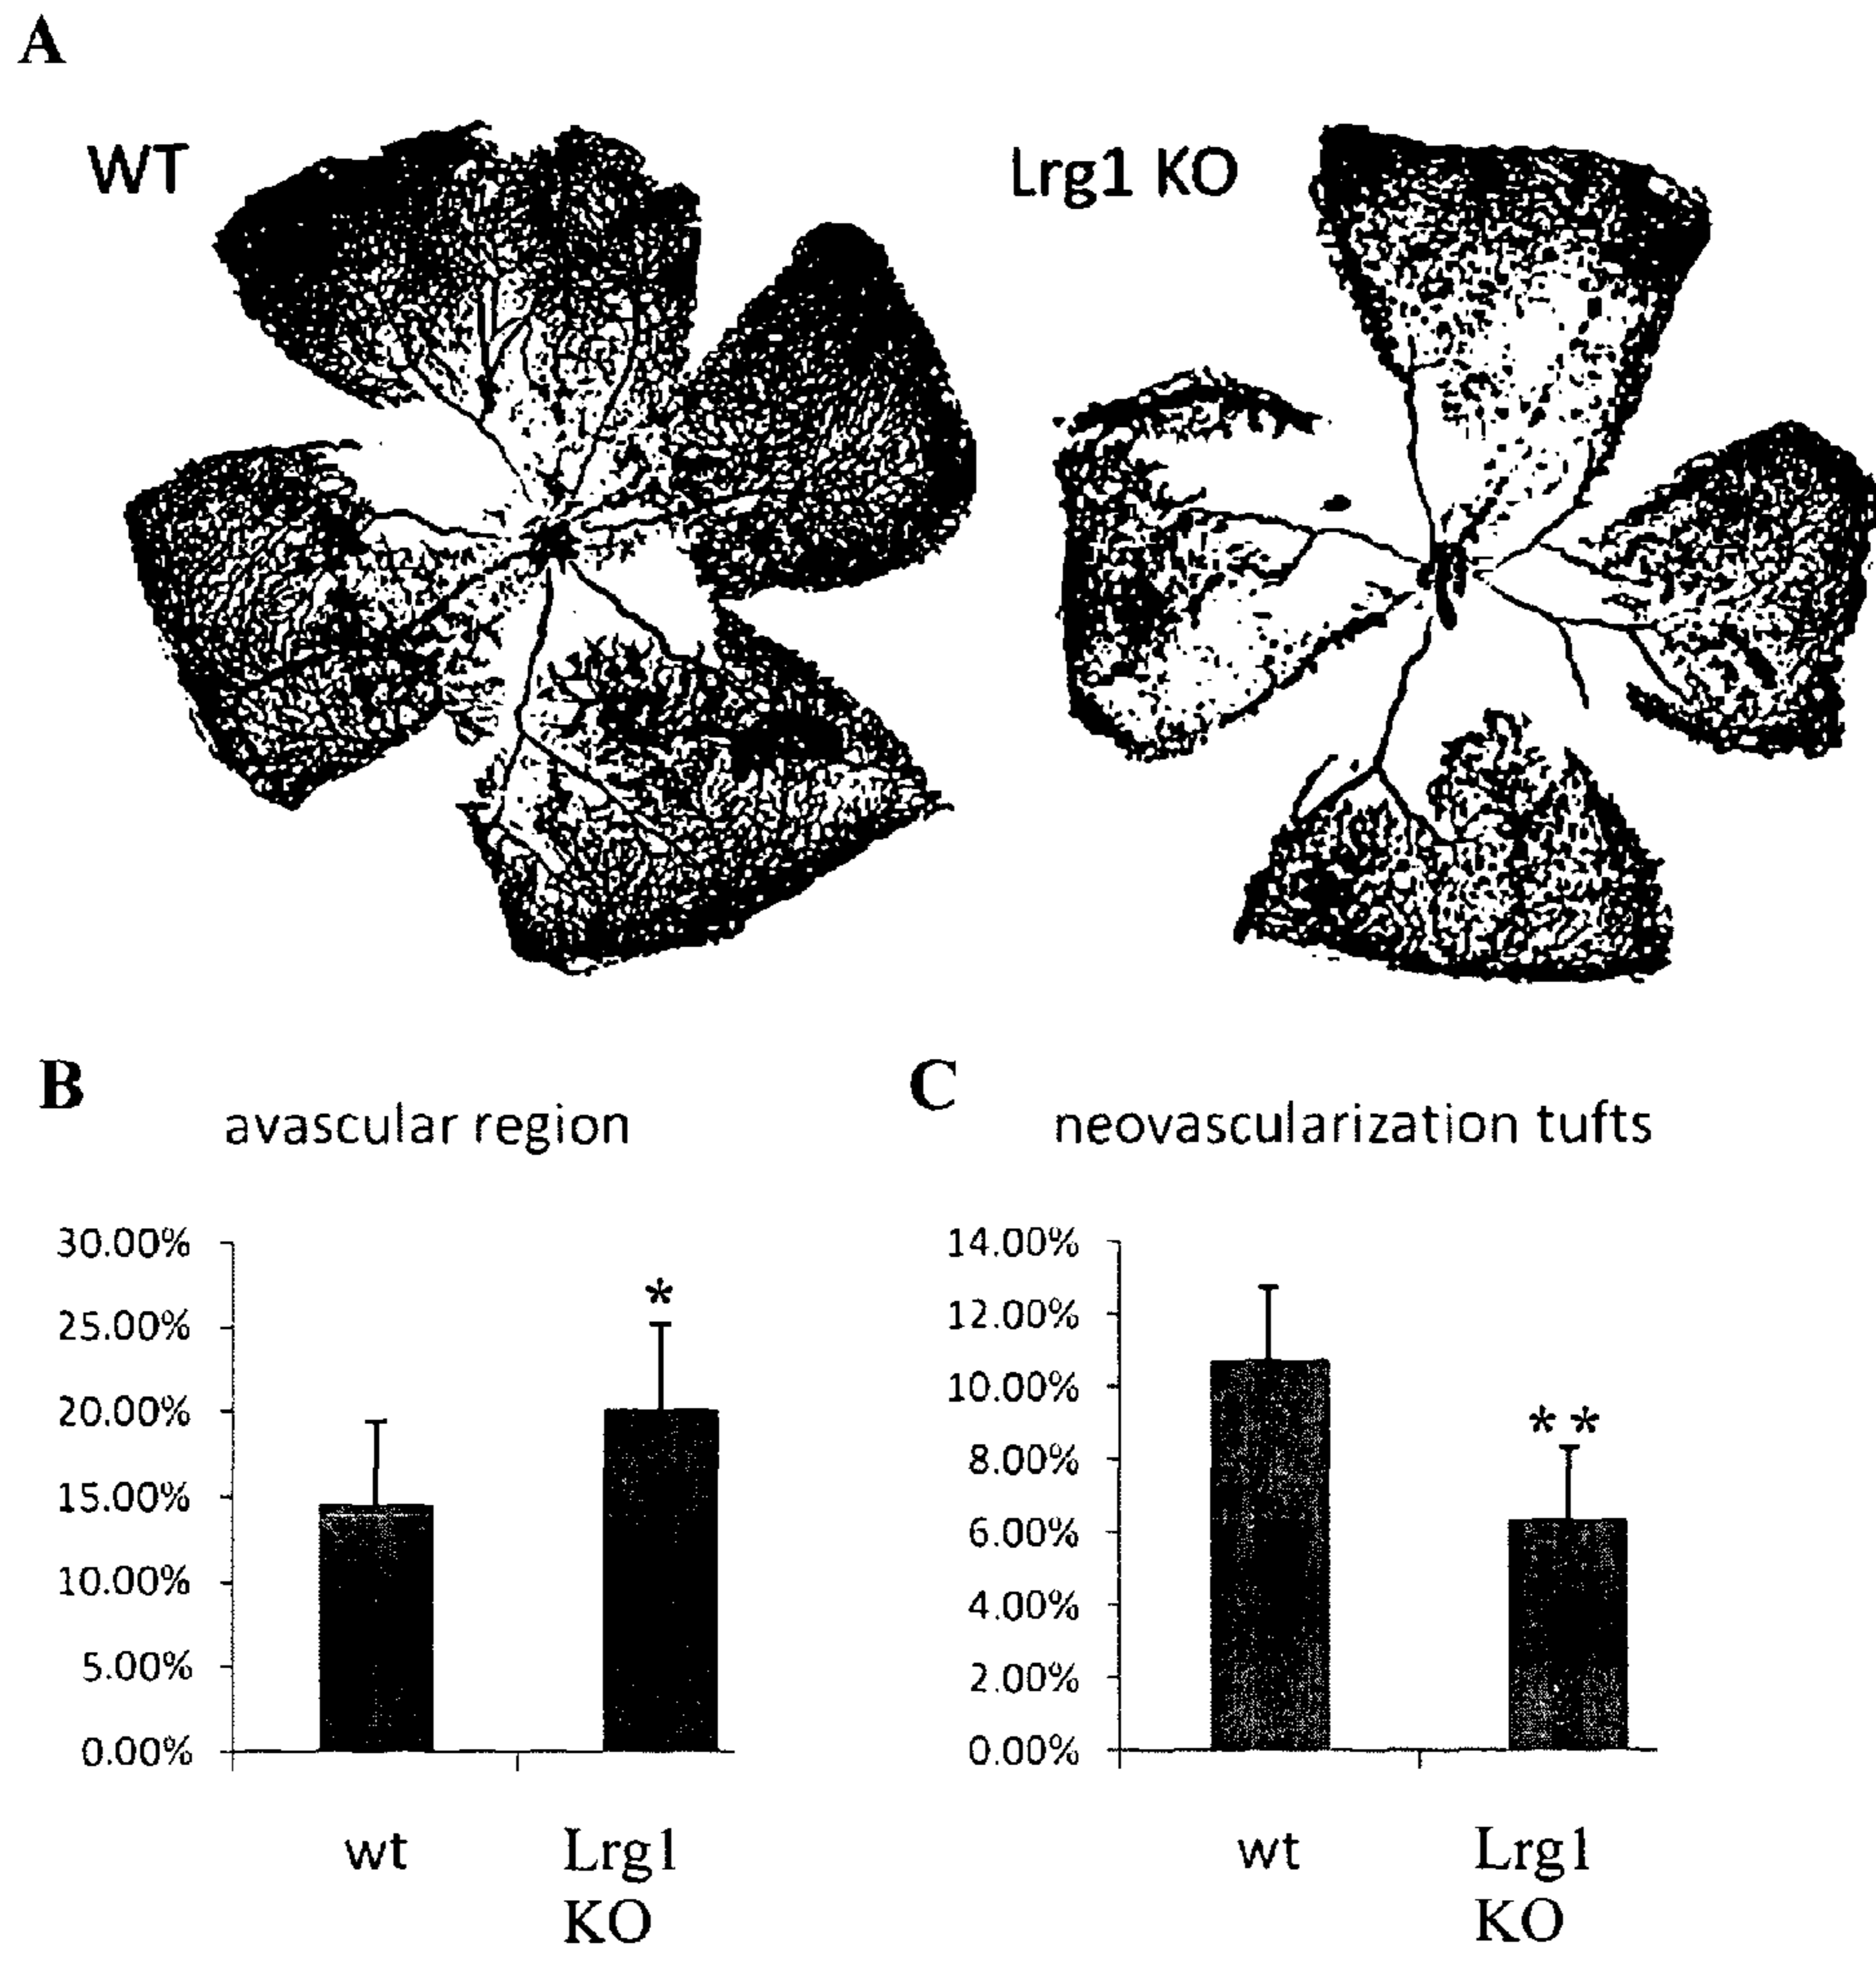 A
WT
Lrg1 KO
B
avascular region
30.00%
25.00%
20.00%
15.00%
10.00%
5.00%
0.00%
*
wt
Lrg1
KO
C
neovascularization tufts
14.00%
12.00%
10.00%
8.00%
6.00%
4.00%
2.00%
0.00%
**
wt
Lrg1
KO